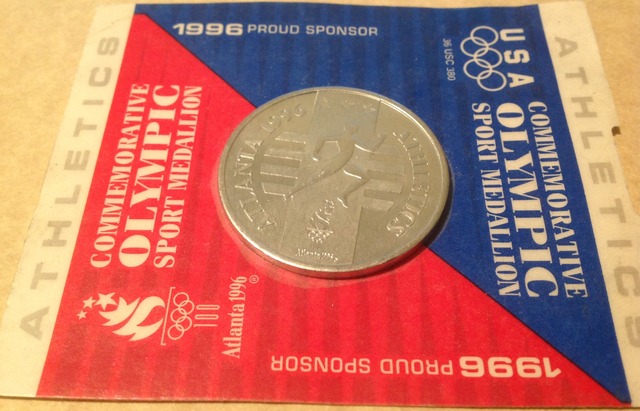 1996 PROUD SPONSOR
ATHLETICS
COMMEMORATIVE
OLYMPIC
SPORT MEDALLION
100
Atlanta 1996®
ATLANTA 1996
ATHLETICS
USA
36 USC 380
COMMEMORATIVE
OLYMPIC
SPORT MEDALLION
ATHLETICS
1996 PROUD SPONSOR